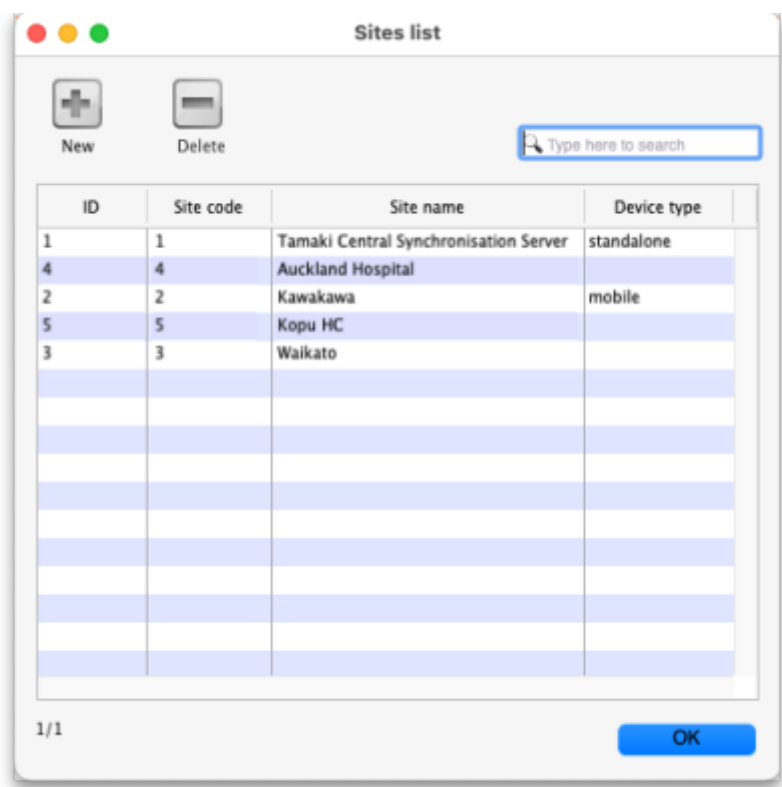 Sites list
New Delete
Type here to search
ID Site code Site name Device type
1 1 Tamaki Central Synchronisation Server standalone
4 4 Auckland Hospital
2 2 Kawakawa mobile
5 5 Kopu HC
3 3 Waikato
1/1
OK